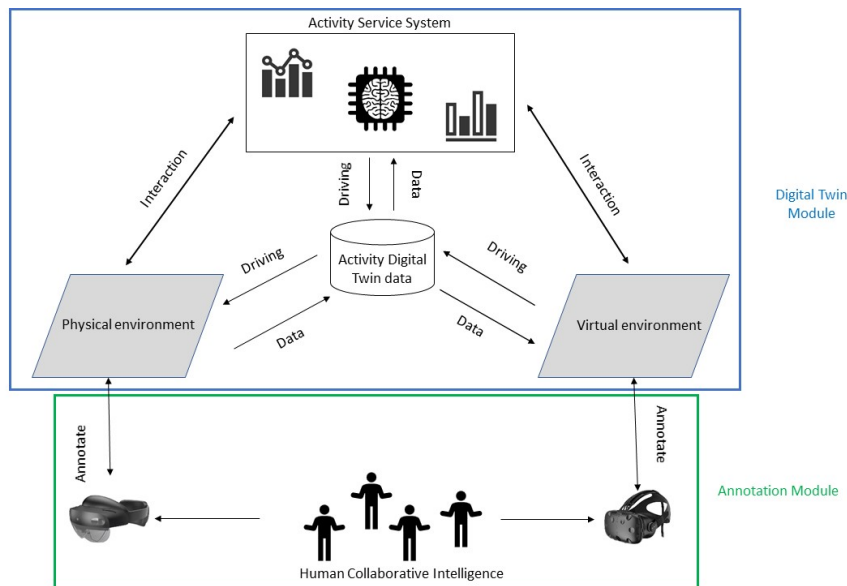 Activity Service System
Interaction
Driving
Data
Interaction
Digital Twin
Module
Driving
Activity Digital
Twin data
Driving
Physical environment
Data
Data
Virtual environment
Annotate
Annotate
Annotation Module
Human Collaborative Intelligence